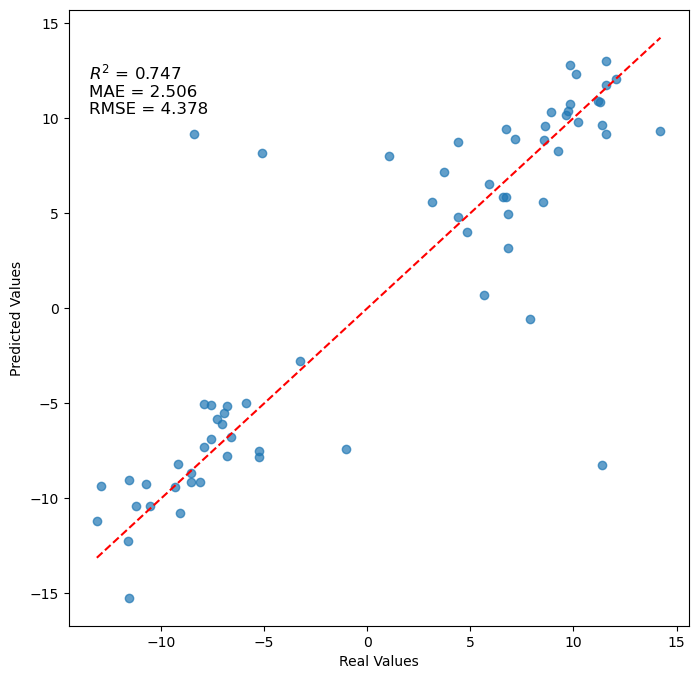 R² = 0.747
MAE = 2.506
RMSE = 4.378
15
10
5
0
−5
−10
−15
Predicted Values
−10 −5 0 5 10 15
Real Values